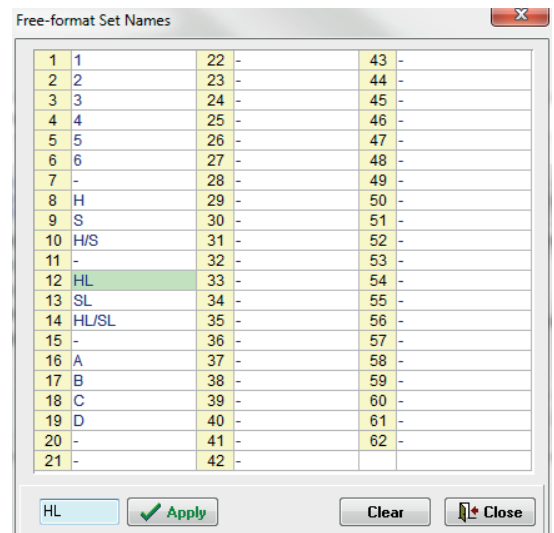 Free-format Set Names
1 1 22 - 43 -
2 2 23 - 44 -
3 3 24 - 45 -
4 4 25 - 46 -
5 5 26 - 47 -
6 6 27 - 48 -
7 - 28 - 49 -
8 H 29 - 50 -
9 S 30 - 51 -
10 H/S 31 - 52 -
11 - 32 - 53 -
12 HL 33 - 54 -
13 SL 34 - 55 -
14 HL/SL 35 - 56 -
15 - 36 - 57 -
16 A 37 - 58 -
17 B 38 - 59 -
18 C 39 - 60 -
19 D 40 - 61 -
20 - 41 - 62 -
21 - 42 -
HL Apply Clear Close